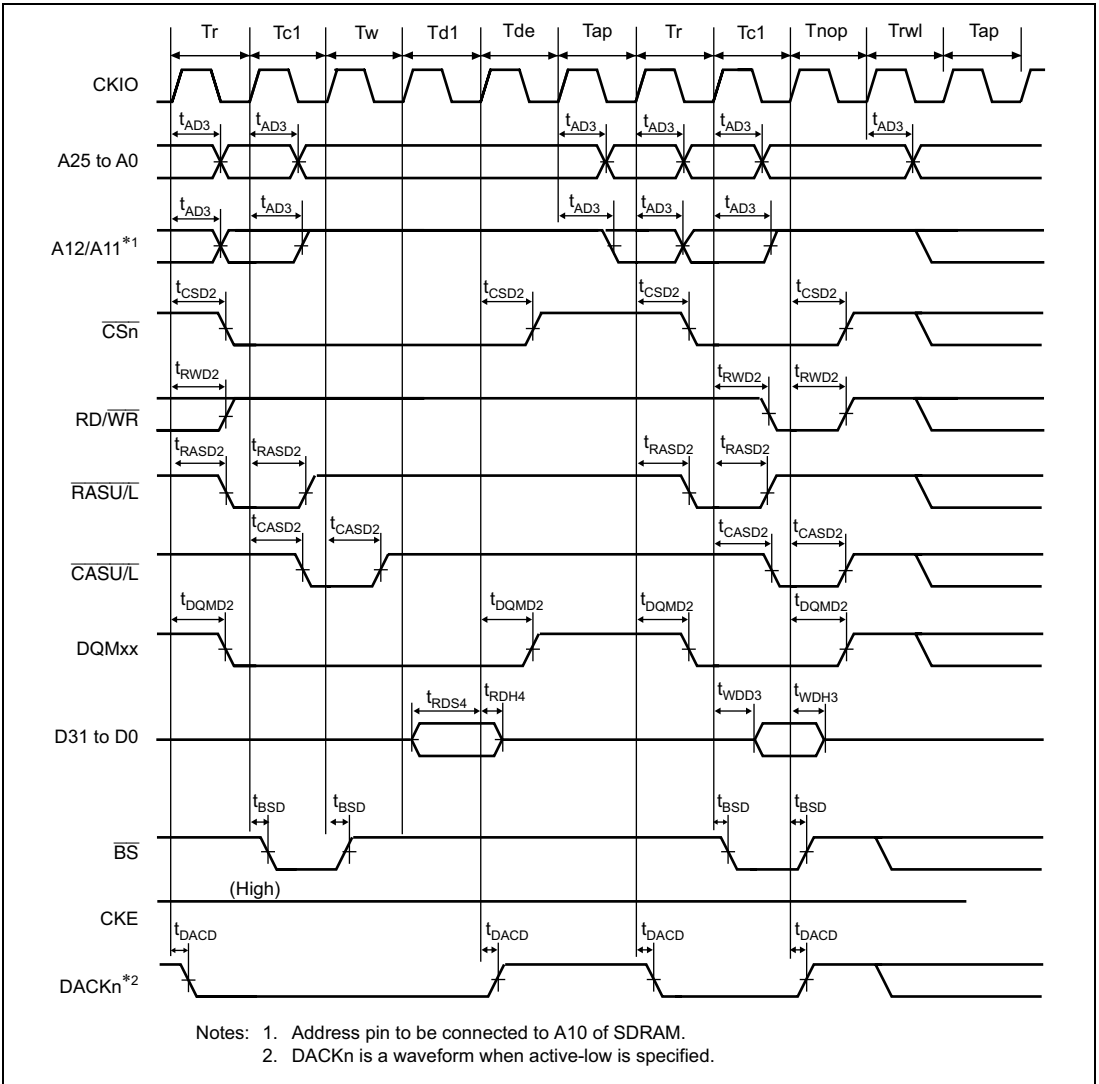 Tr Tc1 Tw Td1 Tde Tap Tr Tc1 Tnop Trwl Tap
CKIO
tAD3 tAD3 tAD3 tAD3 tAD3 tAD3
A25 to A0
tAD3 tAD3 tAD3 tAD3 tAD3
A12/A11*1
tCSD2 tCSD2 tCSD2 tCSD2
CSn
tRWD2 tRWD2 tRWD2
RD/WR
tRASD2 tRASD2 tRASD2 tRASD2
RASU/L
tCASD2 tCASD2 tCASD2 tCASD2
CASU/L
tDQMD2 tDQMD2 tDQMD2 tDQMD2
DQMxx
tRDS4 tRDH4 tWDD3 tWDH3
D31 to D0
tBSD tBSD tBSD tBSD
BS
(High)
CKE
tDACD tDACD tDACD tDACD
DACKn*2
Notes: 1. Address pin to be connected to A10 of SDRAM.
2. DACKn is a waveform when active-low is specified.